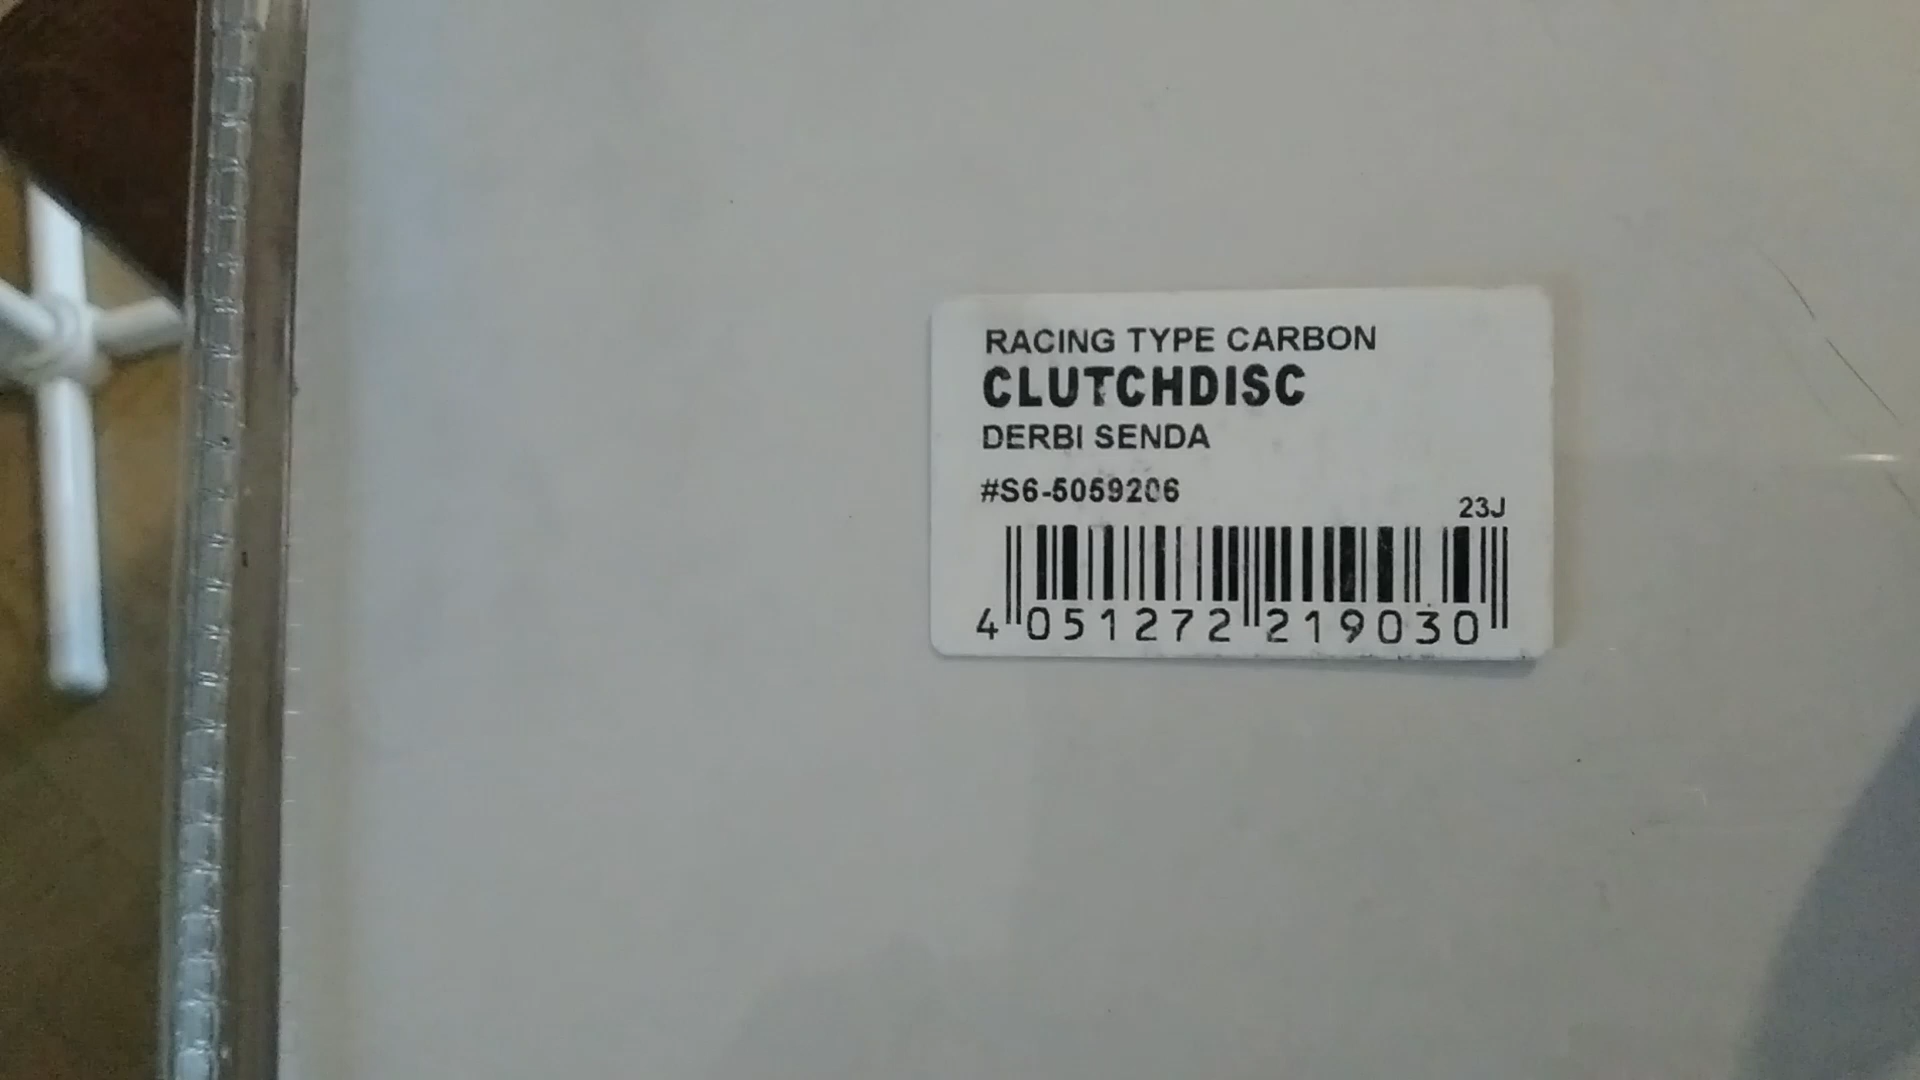 RACING TYPE CARBON
CLUTCHDISC
DERBI SENDA
#S6-5059206
23J
4 051272 219030